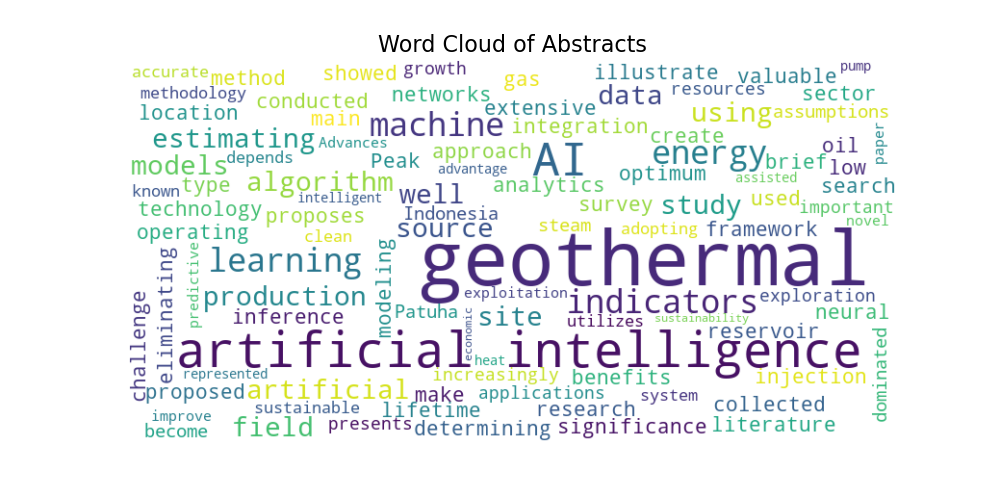 Word Cloud of Abstracts
accurate method showed growth gas illustrate valuable pump
methodology conducted networks extensive data resources sector
location main machine integration using assumptions
estimating Advances approach AI create energy oil paper
models depends Peak advantage optimum brief low
known type algorithm intelligent well analytics assisted search
technology proposes Indonesia survey study used important
operating clean source steam adopting framework novel
eliminating predictive learning modeling geothermal
challenge production exploitation indicators exploration
inference Patuha economic site utilizes sustainability reservoir neural
artificial intelligence
represented heat increasingly benefits injection dominated
proposed artificial make applications system
improve sustainable lifetime research collected
become field presents determining significance literature